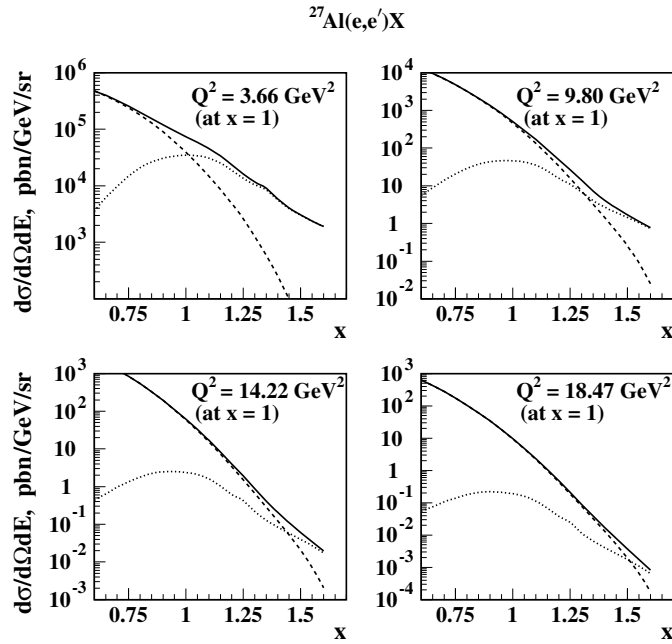 ²⁷Al(e,e′)X
dσ/dΩdE, pbn/GeV/sr
10⁶
10⁵
10⁴
10³
Q² = 3.66 GeV²
(at x = 1)
0.75
1
1.25
1.5
x
10⁴
10³
10²
10
1
10⁻¹
10⁻²
Q² = 9.80 GeV²
(at x = 1)
0.75
1
1.25
1.5
x
dσ/dΩdE, pbn/GeV/sr
10³
10²
10
1
10⁻¹
10⁻²
10⁻³
Q² = 14.22 GeV²
(at x = 1)
0.75
1
1.25
1.5
x
10³
10²
10
1
10⁻¹
10⁻²
10⁻³
10⁻⁴
Q² = 18.47 GeV²
(at x = 1)
0.75
1
1.25
1.5
x